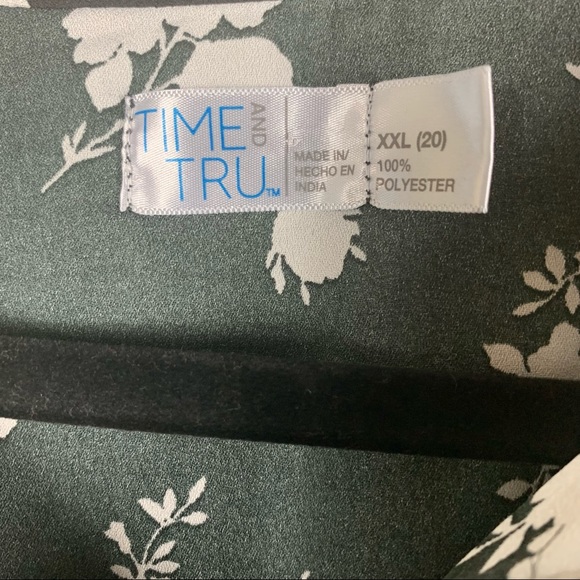 TIME AND
TRU™
MADE IN/
HECHO EN
INDIA
XXL (20)
100%
POLYESTER